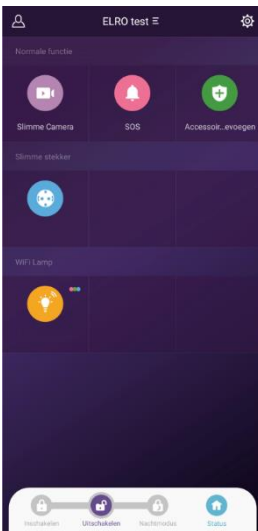 ELRO test
Normale functie
Slimme Camera
SOS
Accessoir...evoegen
Slimme stekker
WiFi Lamp
Inschakelen
Uitschakelen
Nachtmodus
Status